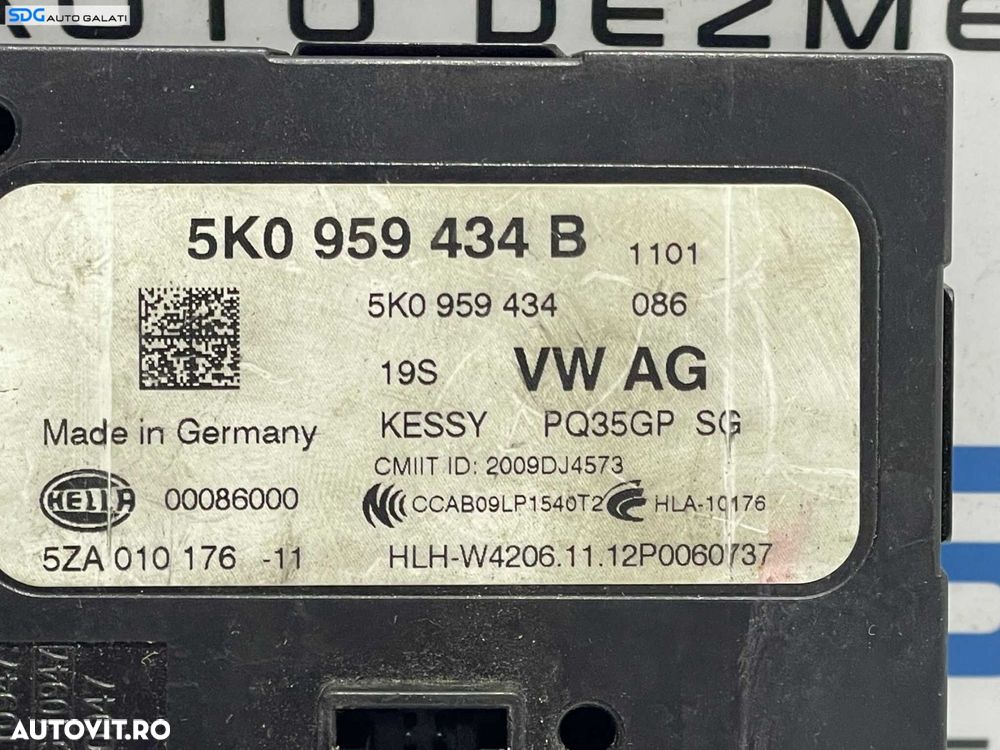 SDG AUTO GALATI
DEZME
5K0 959 434 B 1101
5K0 959 434 086
19S VW AG
Made in Germany KESSY PQ35GP SG
CMIIT ID: 2009DJ4573
HELLA 00086000 CCAB09LP1540T2 HLA-10176
5ZA 010 176 -11 HLH-W4206.11.12P0060737
AUTOVIT.RO